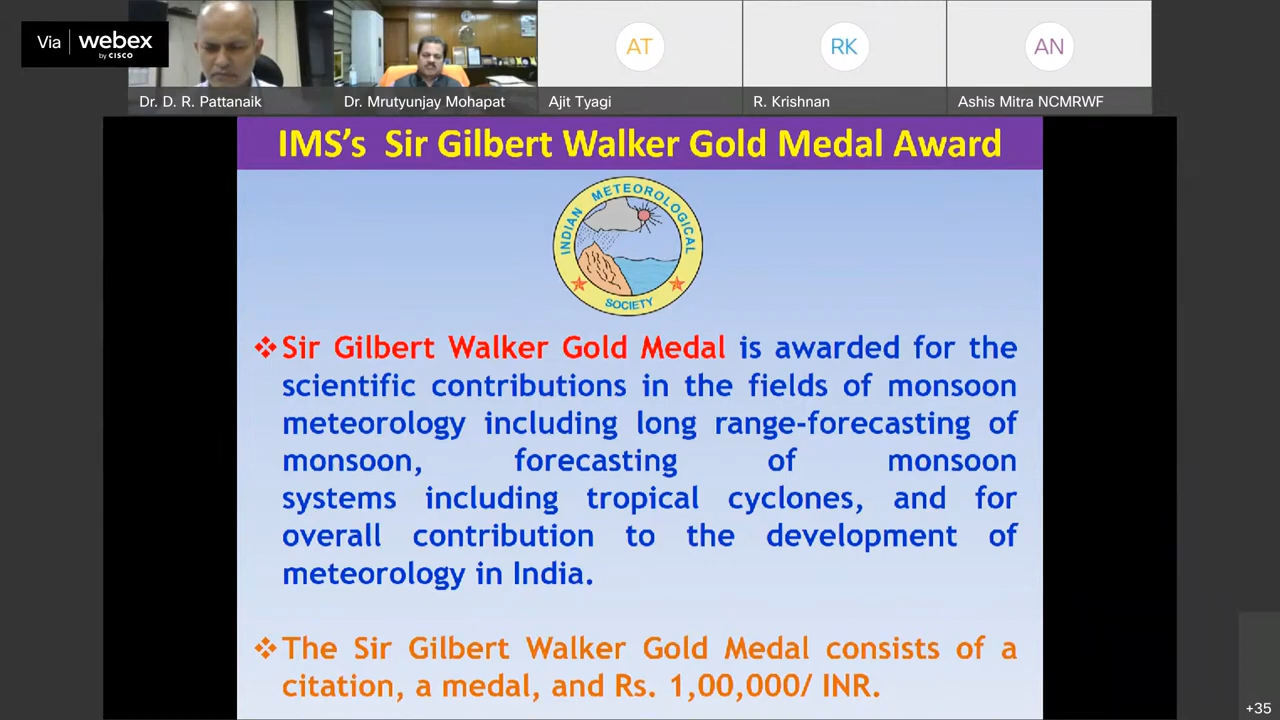 Via webex
by CISCO
AT
RK
AN
Dr. D. R. Pattanaik
Dr. Mrutyunjay Mohapat
Ajit Tyagi
R. Krishnan
Ashis Mitra NCMRWF
IMS’s Sir Gilbert Walker Gold Medal Award
INDIAN METEOROLOGICAL
SOCIETY
❖Sir Gilbert Walker Gold Medal is awarded for the
scientific contributions in the fields of monsoon
meteorology including long range-forecasting of
monsoon, forecasting of monsoon
systems including tropical cyclones, and for
overall contribution to the development of
meteorology in India.
❖The Sir Gilbert Walker Gold Medal consists of a
citation, a medal, and Rs. 1,00,000/ INR.
+35